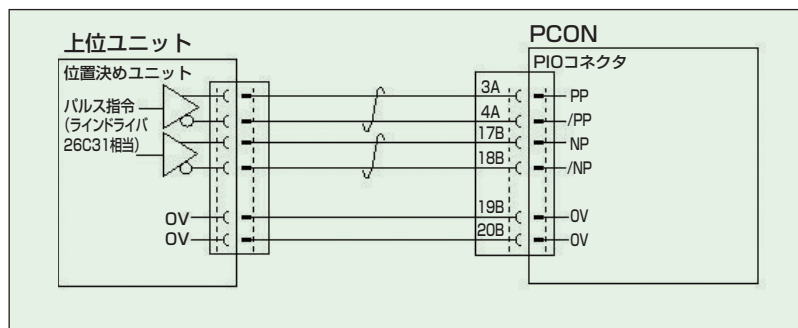 上位ユニット
位置決めユニット
パルス指令
(ラインドライバ
26C31相当)
0V
0V
3A
4A
17B
18B
19B
20B
PCON
PIOコネクタ
PP
/PP
NP
/NP
0V
0V